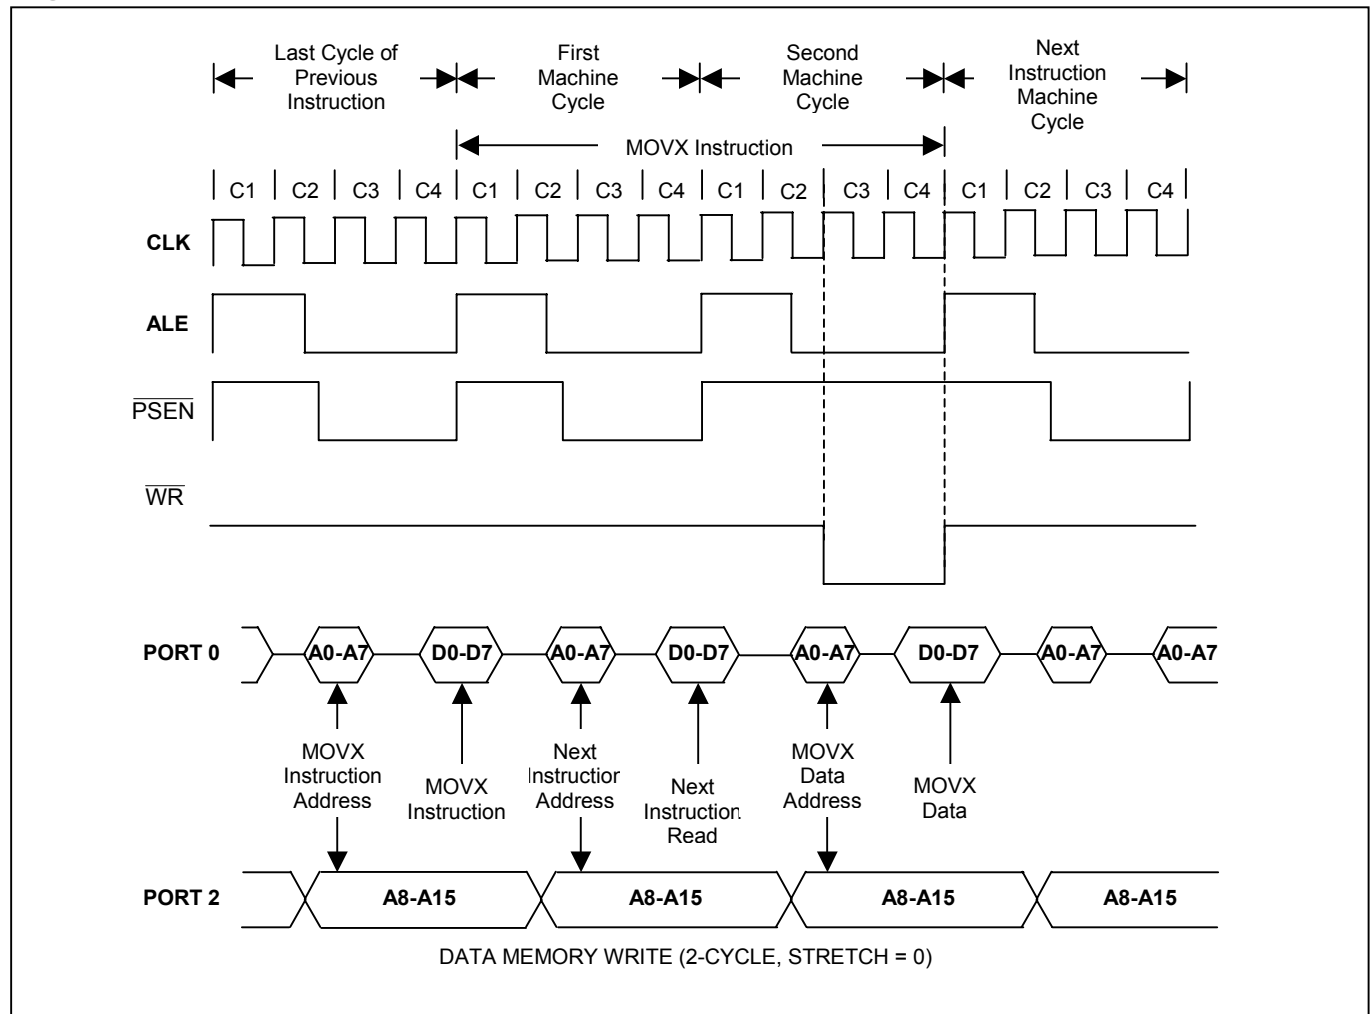 Last Cycle of
Previous
Instruction
First
Machine
Cycle
Second
Machine
Cycle
Next
Instruction
Machine
Cycle
MOVX Instruction
C1 C2 C3 C4 C1 C2 C3 C4 C1 C2 C3 C4 C1 C2 C3 C4
CLK
ALE
PSEN
WR
PORT 0 A0-A7 D0-D7 A0-A7 D0-D7 A0-A7 D0-D7 A0-A7 A0-A7
MOVX
Instruction
Address
MOVX
Instruction
Next
Instruction
Address
Next
Instruction
Read
MOVX
Data
Address
MOVX
Data
PORT 2 A8-A15 A8-A15 A8-A15 A8-A15
DATA MEMORY WRITE (2-CYCLE, STRETCH = 0)